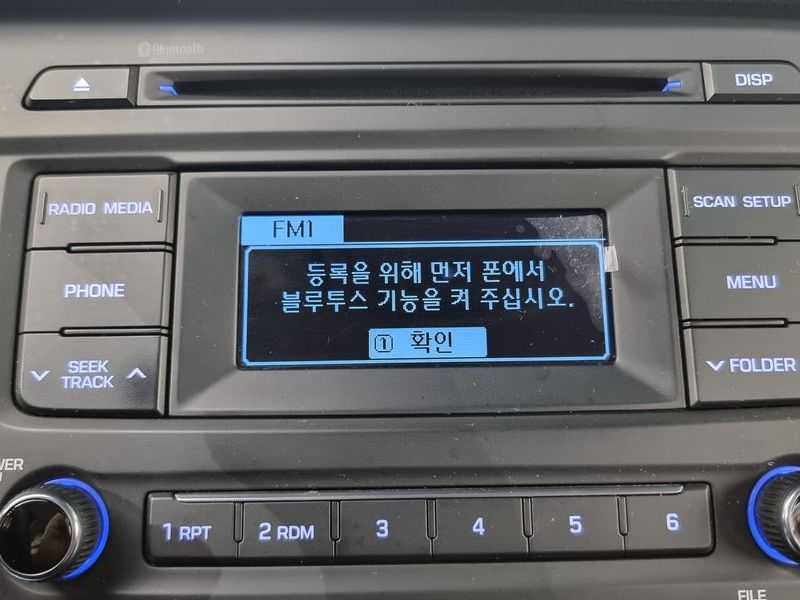 Bluetooth
DISP
RADIO MEDIA
SCAN SETUP
FM1
등록을 위해 먼저 폰에서
블루투스 기능을 켜 주십시오.
① 확인
PHONE
MENU
SEEK
TRACK
FOLDER
1 RPT
2 RDM
3
4
5
6
FILE